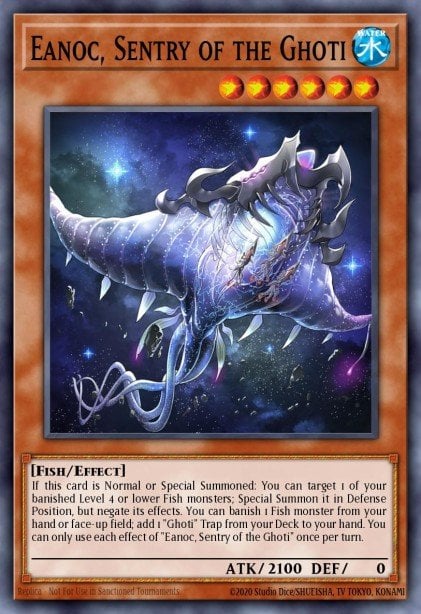 Eanoc, Sentry of the Ghoti
WATER
水
[Fish/Effect]
If this card is Normal or Special Summoned: You can target 1 of your
banished Level 4 or lower Fish monsters; Special Summon it in Defense
Position, but negate its effects. You can banish 1 Fish monster from your
hand or face-up field; add 1 "Ghoti" Trap from your Deck to your hand. You
can only use each effect of "Eanoc, Sentry of the Ghoti" once per turn.
ATK/ 2100 DEF/ 0
Replica - Not For Use in Sanctioned Tournaments
©2020 Studio Dice/SHUEISHA, TV TOKYO, KONAMI